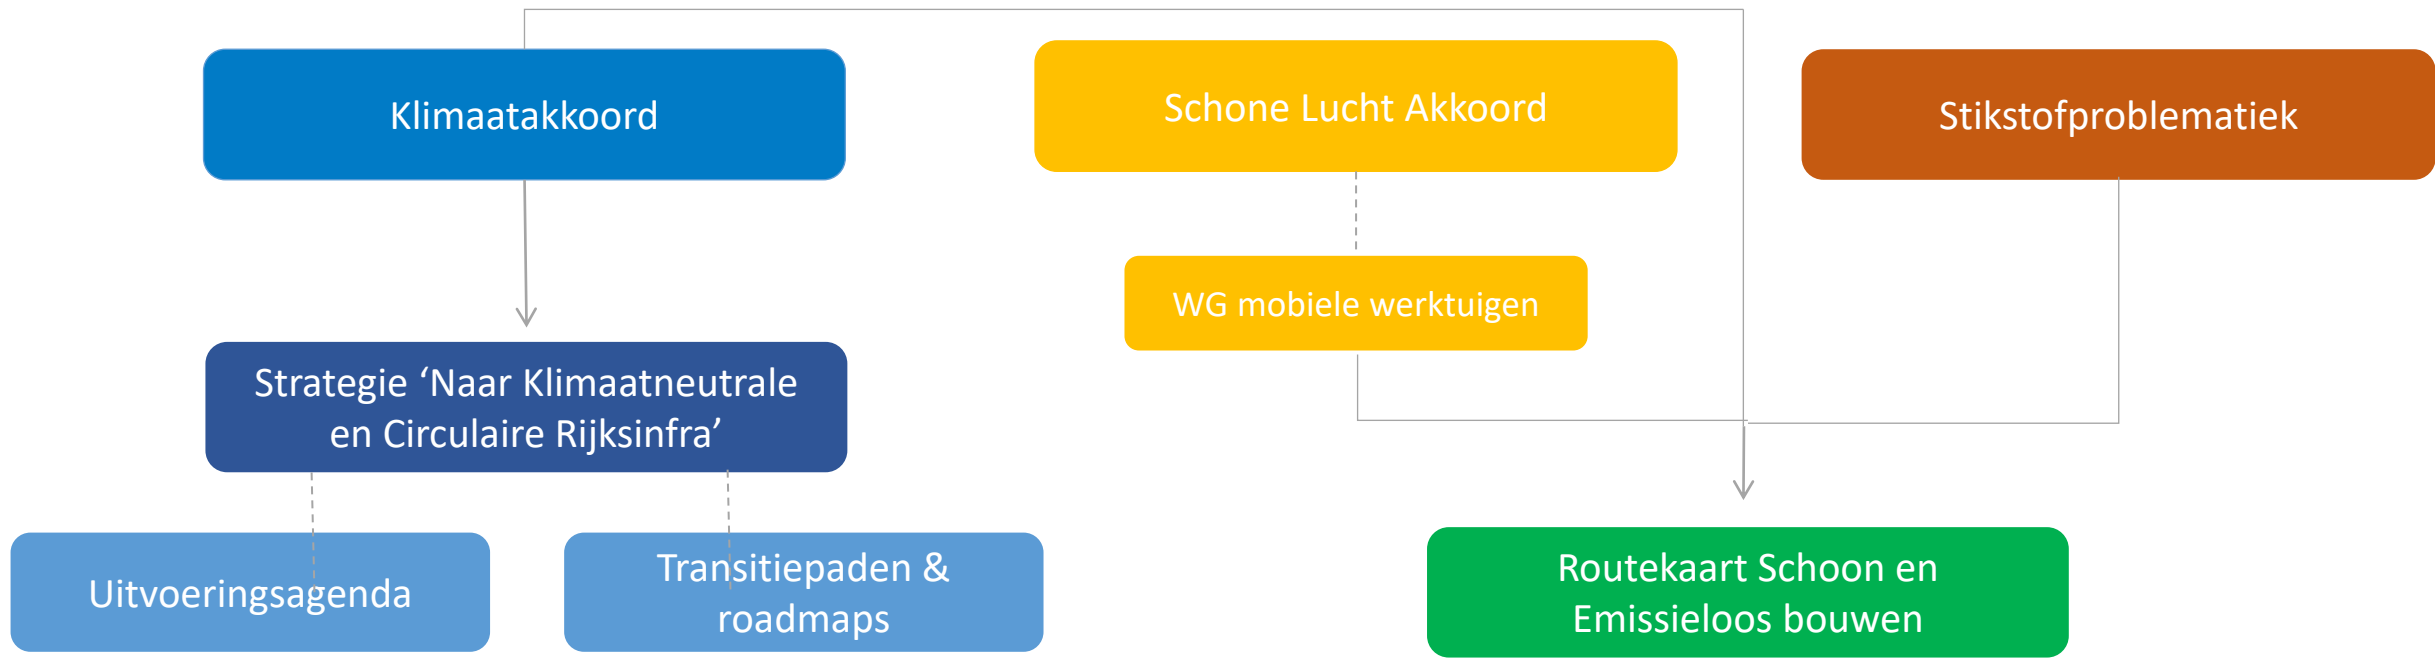 Klimaatakkoord
Schone Lucht Akkoord
Stikstofproblematiek
WG mobiele werktuigen
Strategie ‘Naar Klimaatneutrale
en Circulaire Rijksinfra’
Uitvoeringsagenda
Transitiepaden &
roadmaps
Routekaart Schoon en
Emissieloos bouwen